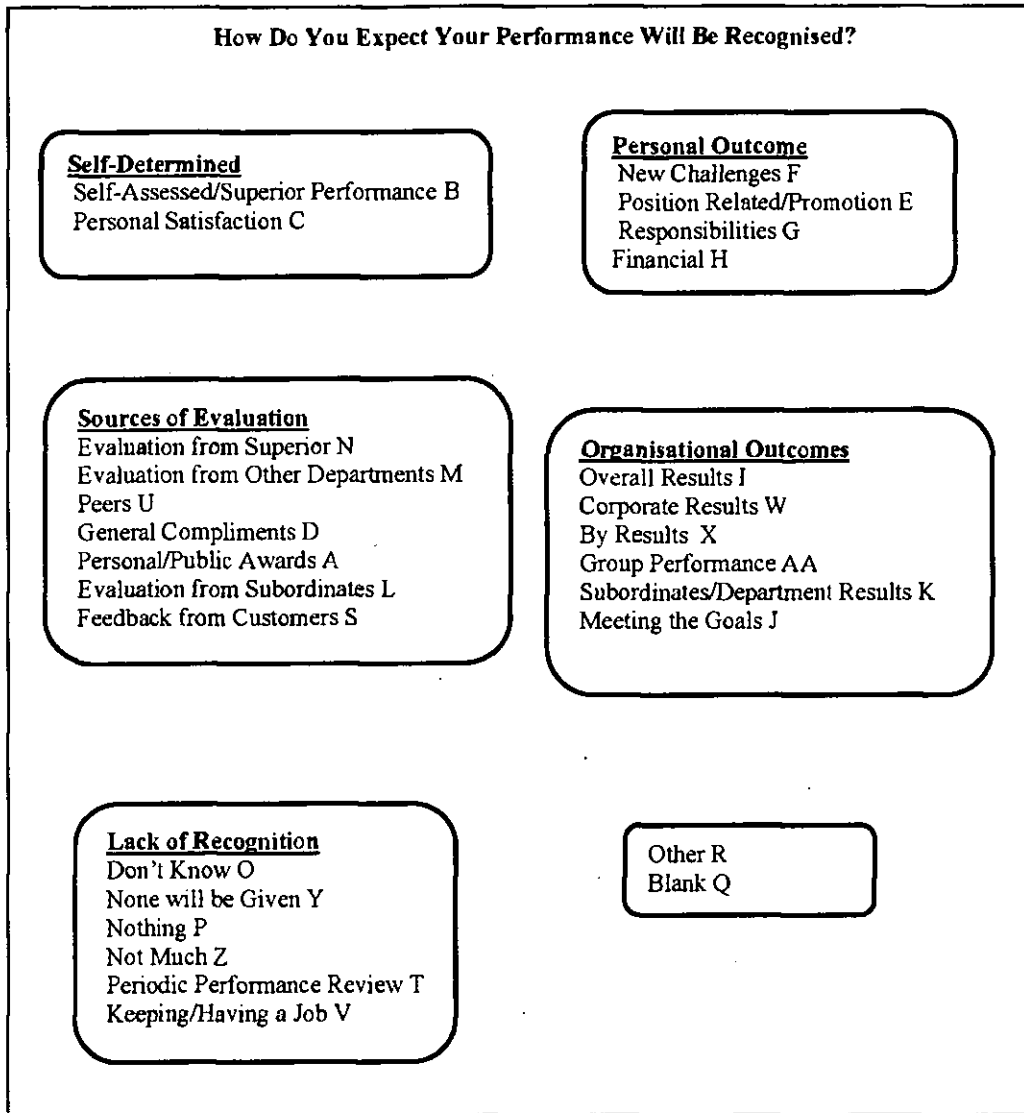 How Do You Expect Your Performance Will Be Recognised?
Self-Determined
Self-Assessed/Superior Performance B
Personal Satisfaction C
Personal Outcome
New Challenges F
Position Related/Promotion E
Responsibilities G
Financial H
Sources of Evaluation
Evaluation from Superior N
Evaluation from Other Departments M
Peers U
General Compliments D
Personal/Public Awards A
Evaluation from Subordinates L
Feedback from Customers S
Organisational Outcomes
Overall Results I
Corporate Results W
By Results X
Group Performance AA
Subordinates/Department Results K
Meeting the Goals J
Lack of Recognition
Don't Know O
None will be Given Y
Nothing P
Not Much Z
Periodic Performance Review T
Keeping/Having a Job V
Other R
Blank Q